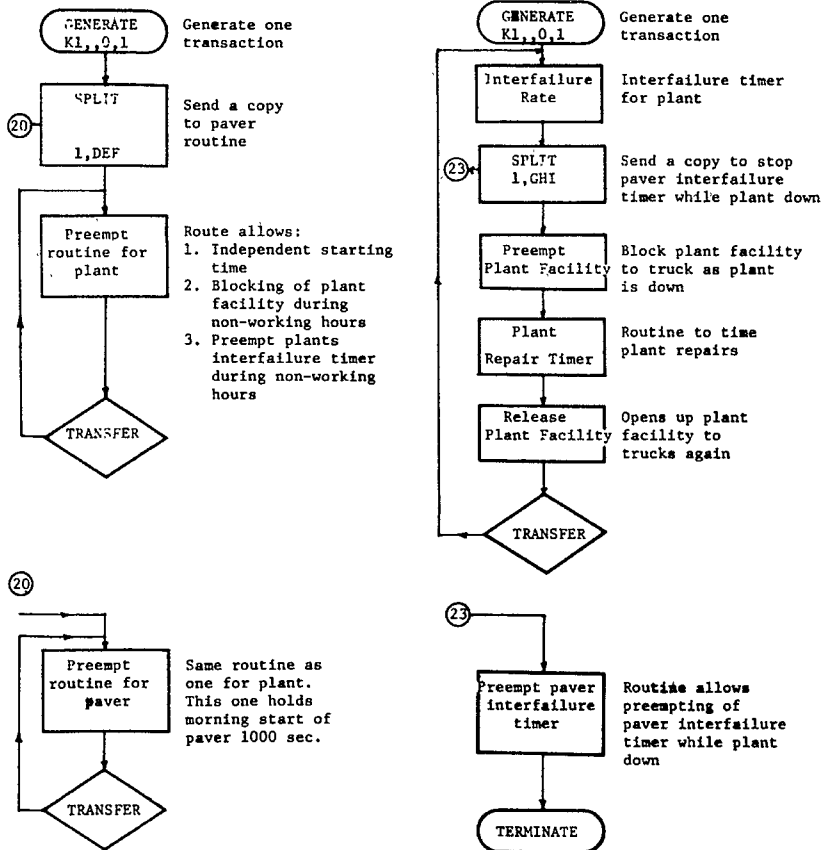 GENERATE
K1,,0,1
Generate one
transaction
SPLIT
1,DEF
20
Send a copy
to paver
routine
Preempt
routine for
plant
Route allows:
1. Independent starting
time
2. Blocking of plant
facility during
non-working hours
3. Preempt plants
interfailure timer
during non-working
hours
TRANSFER
20
Preempt
routine for
paver
Same routine as
one for plant.
This one holds
morning start of
paver 1000 sec.
TRANSFER
GENERATE
K1,,0,1
Generate one
transaction
Interfailure
Rate
Interfailure timer
for plant
SPLIT
1,GHI
23
Send a copy to stop
paver interfailure
timer while plant down
Preempt
Plant Facility
Block plant facility
to truck as plant
is down
Plant
Repair Timer
Routine to time
plant repairs
Release
Plant Facility
Opens up plant
facility to
trucks again
TRANSFER
23
Preempt paver
interfailure
timer
Routine allows
preempting of
paver interfailure
timer while plant
down
TERMINATE